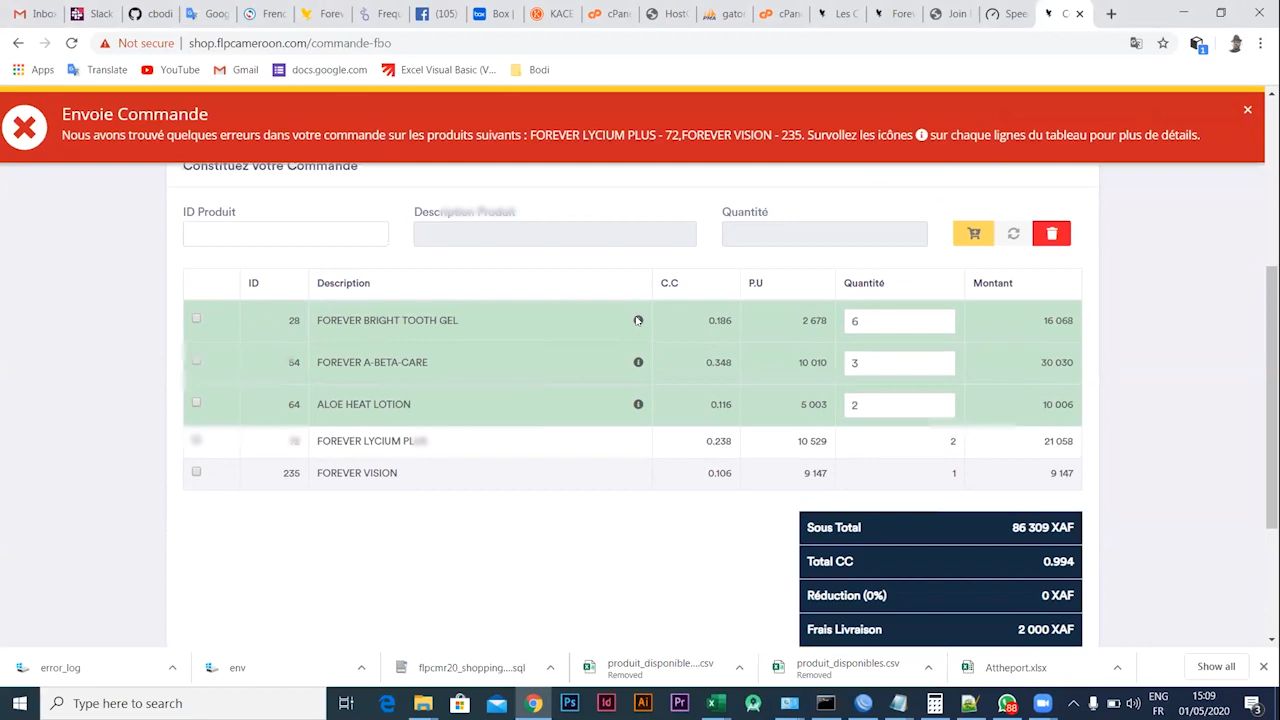 Inbox
Slack
cbodi
Goog
Frenc
Forev
Freq
(105)
Box
KACE
cPan
HostG
gator
cPan
Les C
Forev
Join
Spee
C
Not secure
shop.flpcameroon.com/commande-fbo
Apps
Translate
YouTube
Gmail
docs.google.com
Excel Visual Basic (V...
Bodi
Envoie Commande
Nous avons trouvé quelques erreurs dans votre commande sur les produits suivants : FOREVER LYCIUM PLUS - 72,FOREVER VISION - 235. Survollez les icônes sur chaque lignes du tableau pour plus de détails.
Constituez votre Commande
ID Produit Description Produit Quantité
ID Description C.C P.U Quantité Montant
28 FOREVER BRIGHT TOOTH GEL 0.186 2 678 6 16 068
54 FOREVER A-BETA-CARE 0.348 10 010 3 30 030
64 ALOE HEAT LOTION 0.116 5 003 2 10 006
72 FOREVER LYCIUM PLUS 0.238 10 529 2 21 058
235 FOREVER VISION 0.106 9 147 1 9 147
Sous Total 86 309 XAF
Total CC 0.994
Réduction (0%) 0 XAF
Frais Livraison 2 000 XAF
error_log
env
flpcmr20_shopping....sql
produit_disponible....csv
Removed
produit_disponibles.csv
Removed
Attheport.xlsx
Show all
Type here to search
88
ENG
FR
15:09
01/05/2020
3